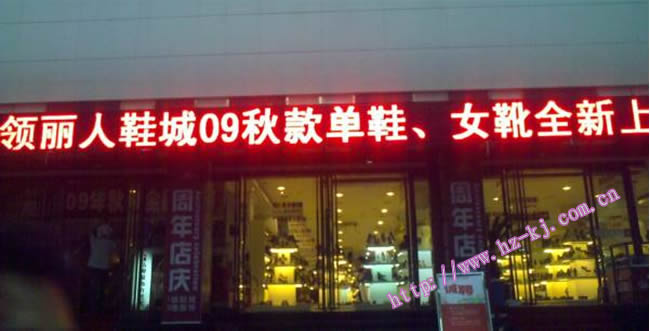 领丽人鞋城09秋款单鞋、女靴全新上
周年店庆
周年店庆
http://www.hz-kj.com.cn